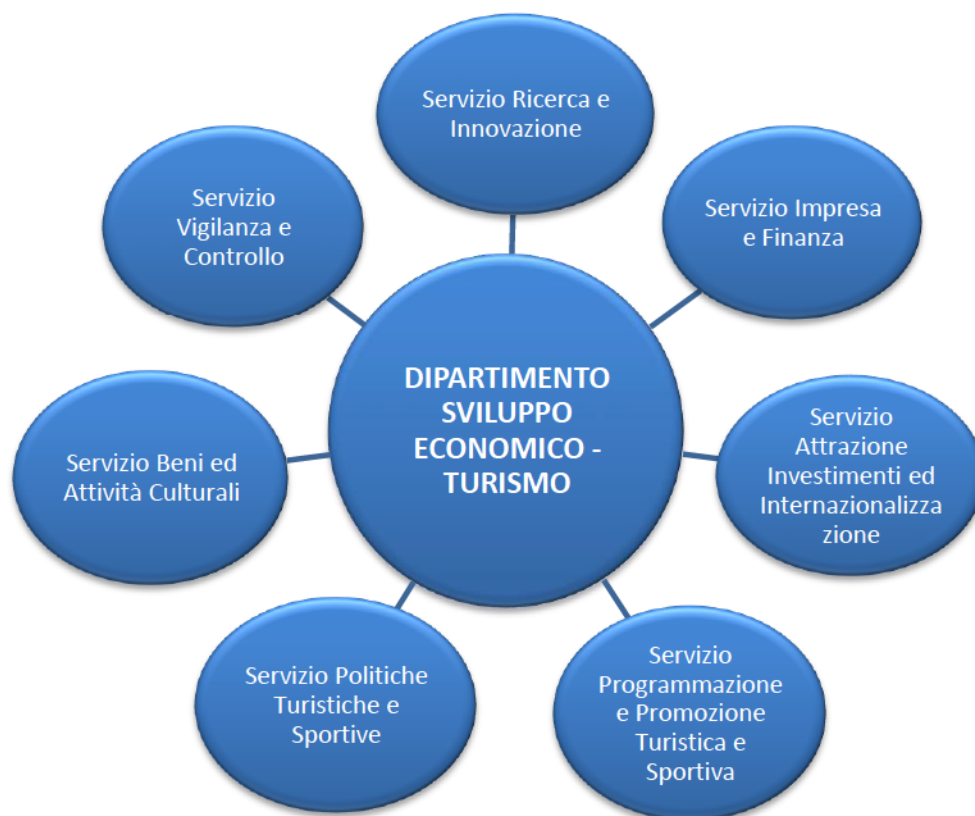 Servizio Ricerca e
Innovazione
Servizio Impresa
e Finanza
Servizio
Attrazione
Investimenti ed
Internazionalizza
zione
Servizio
Programmazione
e Promozione
Turistica e
Sportiva
Servizio Politiche
Turistiche e
Sportive
Servizio Beni ed
Attività Culturali
Servizio
Vigilanza e
Controllo
DIPARTIMENTO
SVILUPPO
ECONOMICO -
TURISMO